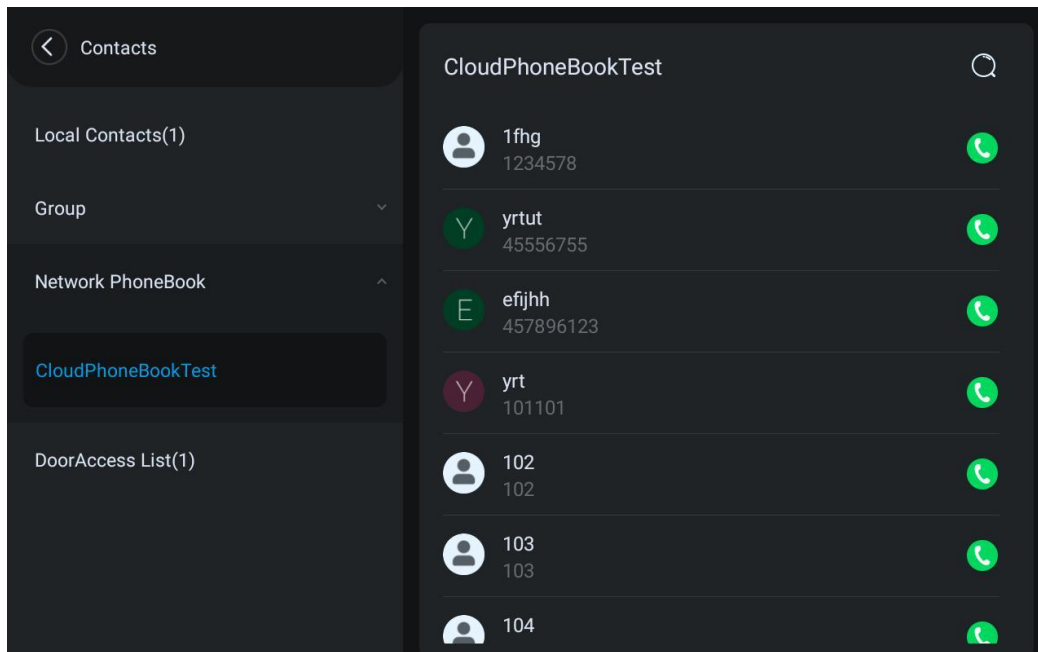 Contacts
Local Contacts(1)
Group
Network PhoneBook
CloudPhoneBookTest
DoorAccess List(1)
CloudPhoneBookTest
1fhg
1234578
Y
yrtut
45556755
E
efijhh
457896123
Y
yrt
101101
102
102
103
103
104